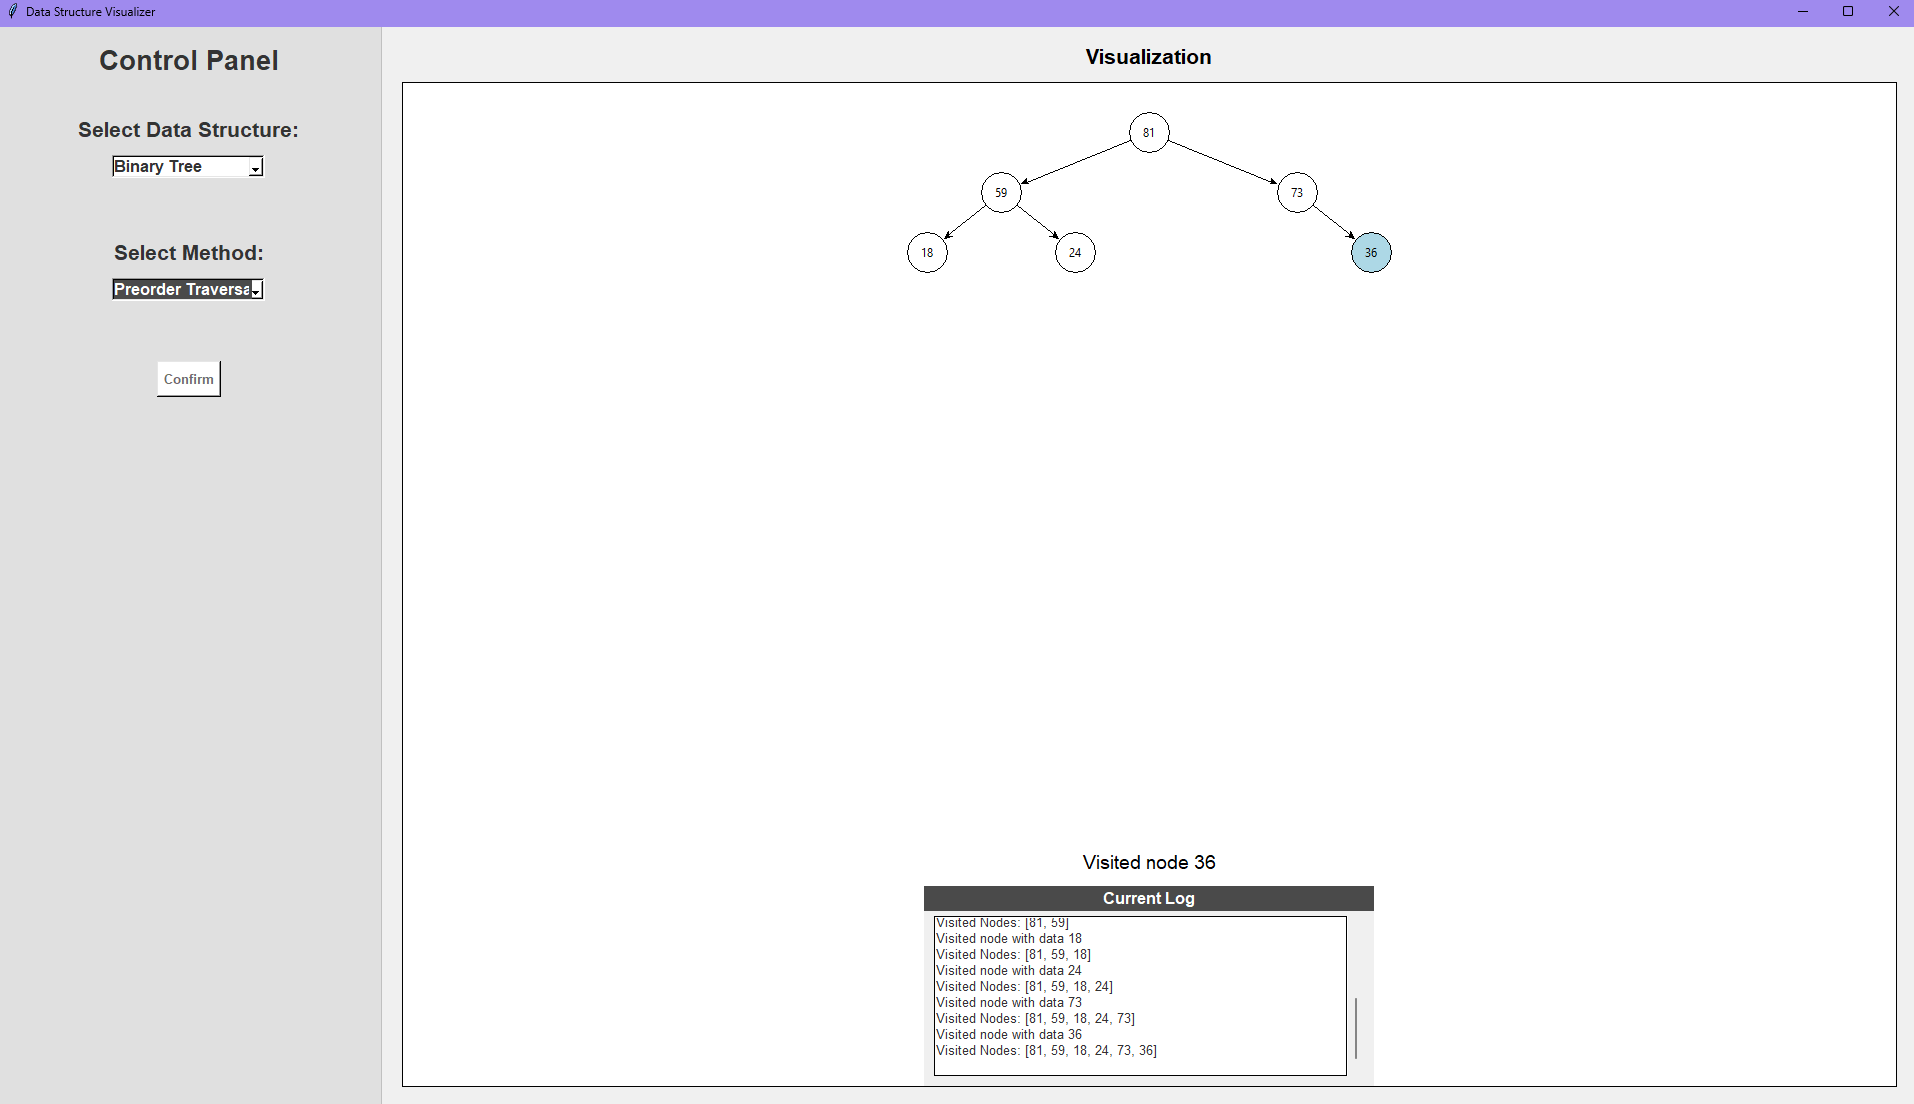 Data Structure Visualizer
Control Panel
Select Data Structure:
Binary Tree
Select Method:
Preorder Traversa
Confirm
Visualization
81
59
73
18
24
36
Visited node 36
Current Log
Visited Nodes: [81, 59]
Visited node with data 18
Visited Nodes: [81, 59, 18]
Visited node with data 24
Visited Nodes: [81, 59, 18, 24]
Visited node with data 73
Visited Nodes: [81, 59, 18, 24, 73]
Visited node with data 36
Visited Nodes: [81, 59, 18, 24, 73, 36]